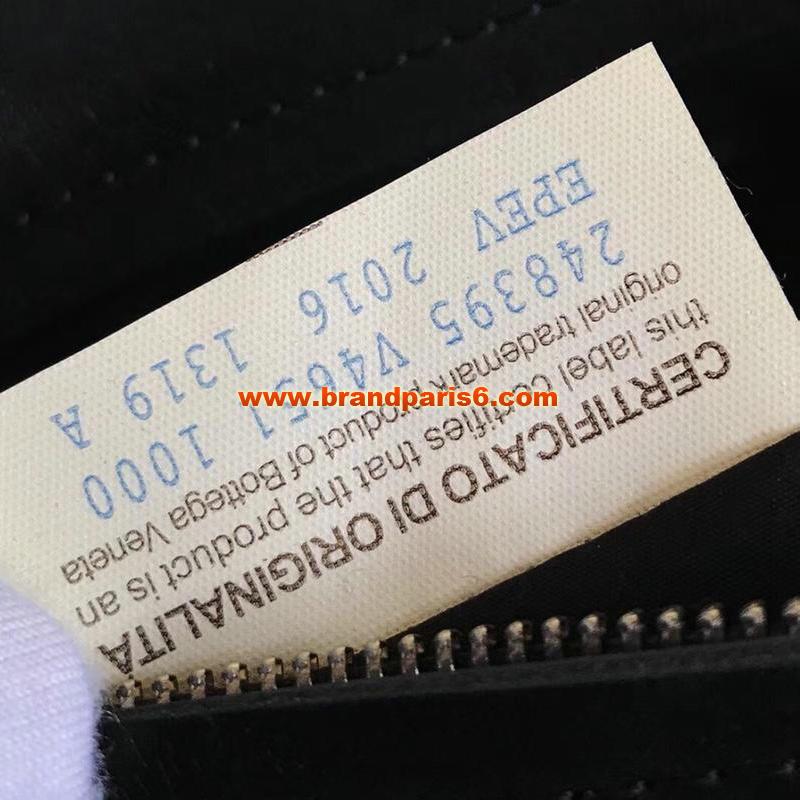 CERTIFICATO DI ORIGINALITÀ
this label certifies that the product is an
original trademark product of Bottega Veneta
248395 V4651 1000
EPEV 2016 1319 A
www.brandparis6.com